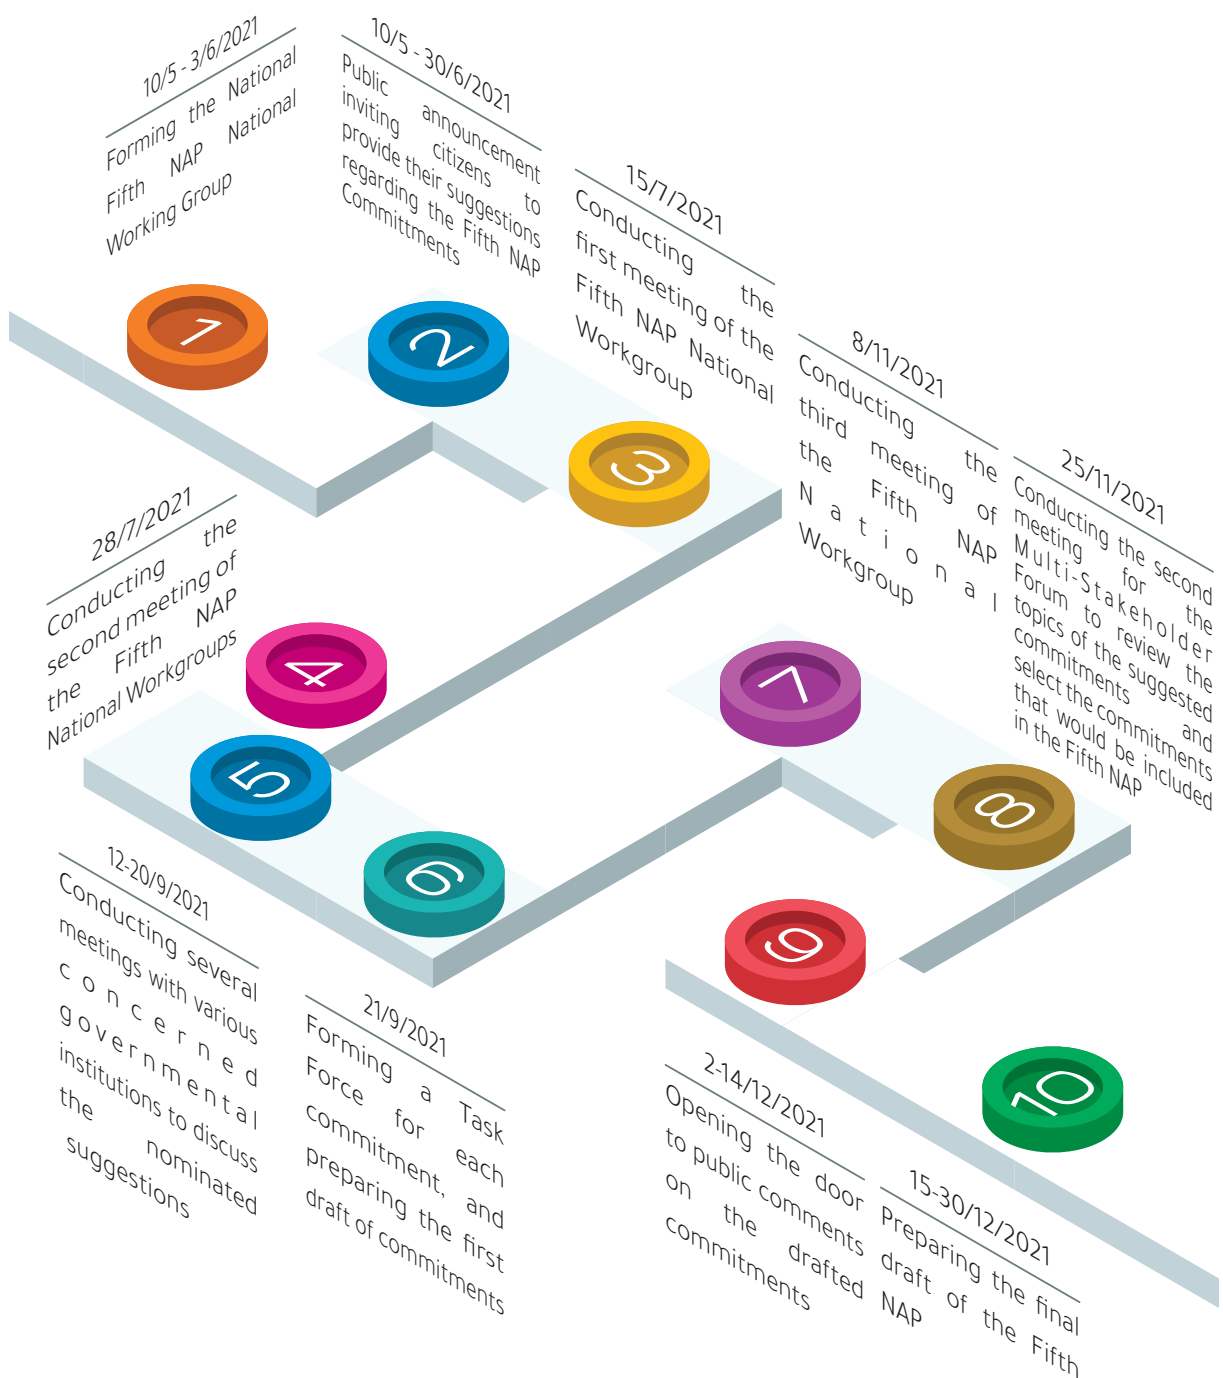 10/5 - 3/6/2021
Forming the National
Fifth NAP National
Working Group
10/5 - 30/6/2021
Public announcement
inviting citizens to
provide their suggestions
regarding the Fifth NAP
Committments
15/7/2021
Conducting the
first meeting of the
Fifth NAP National
Workgroup
8/11/2021
Conducting the
third meeting of
the Fifth NAP
National
Workgroup
25/11/2021
Conducting the second
meeting for the
Multi-Stakeholder
Forum to review the
topics of the suggested
commitments and
select the commitments
that would be included
in the Fifth NAP
1
2
3
28/7/2021
Conducting the
second meeting of
the Fifth NAP
National Workgroups
4
5
6
7
8
9
10
12-20/9/2021
Conducting several
meetings with various
concerned
governmental
institutions to discuss
the nominated
suggestions
21/9/2021
Forming a Task
Force for each
commitment, and
preparing the first
draft of commitments
2-14/12/2021
Opening the door
to public comments
on the drafted
commitments
15-30/12/2021
Preparing the final
draft of the Fifth
NAP